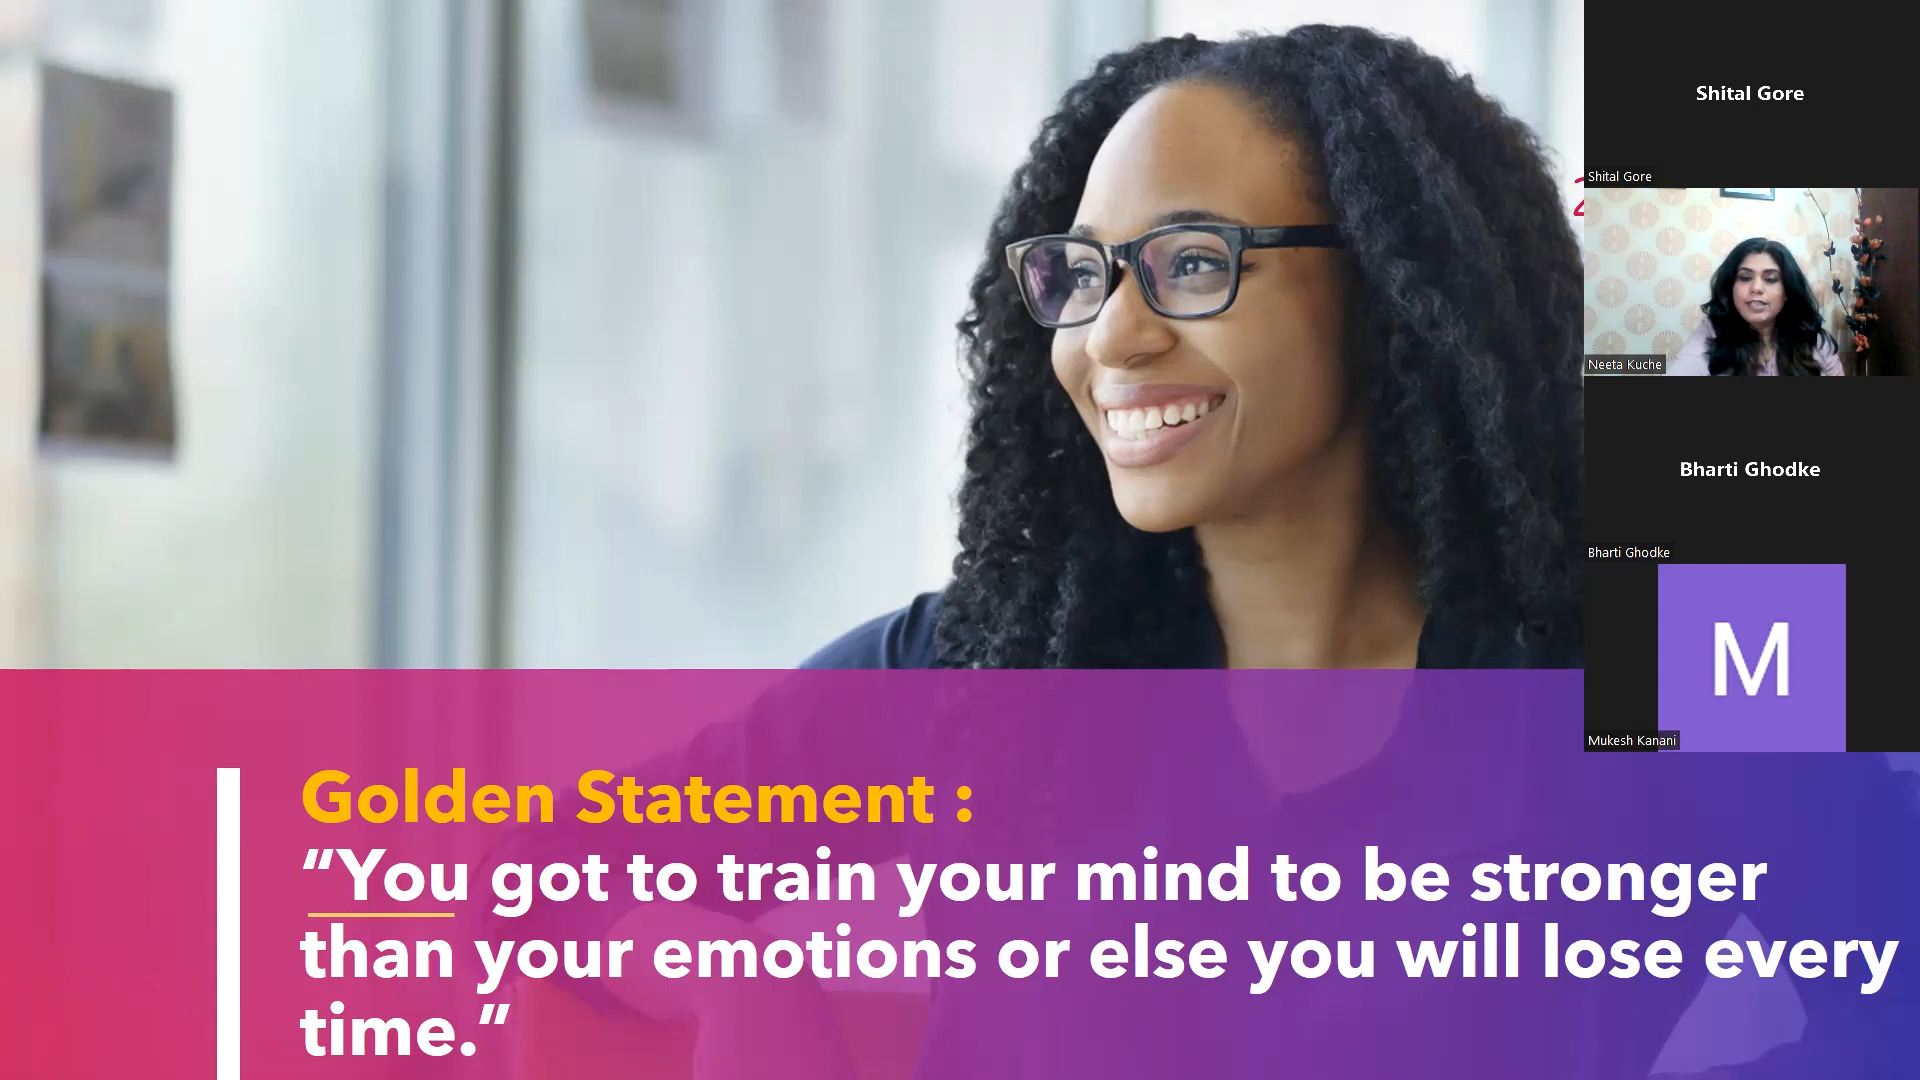 Shital Gore
Shital Gore
Neeta Kuche
Bharti Ghodke
Bharti Ghodke
M
Mukesh Kanani
Golden Statement :
“You got to train your mind to be stronger
than your emotions or else you will lose every
time.”